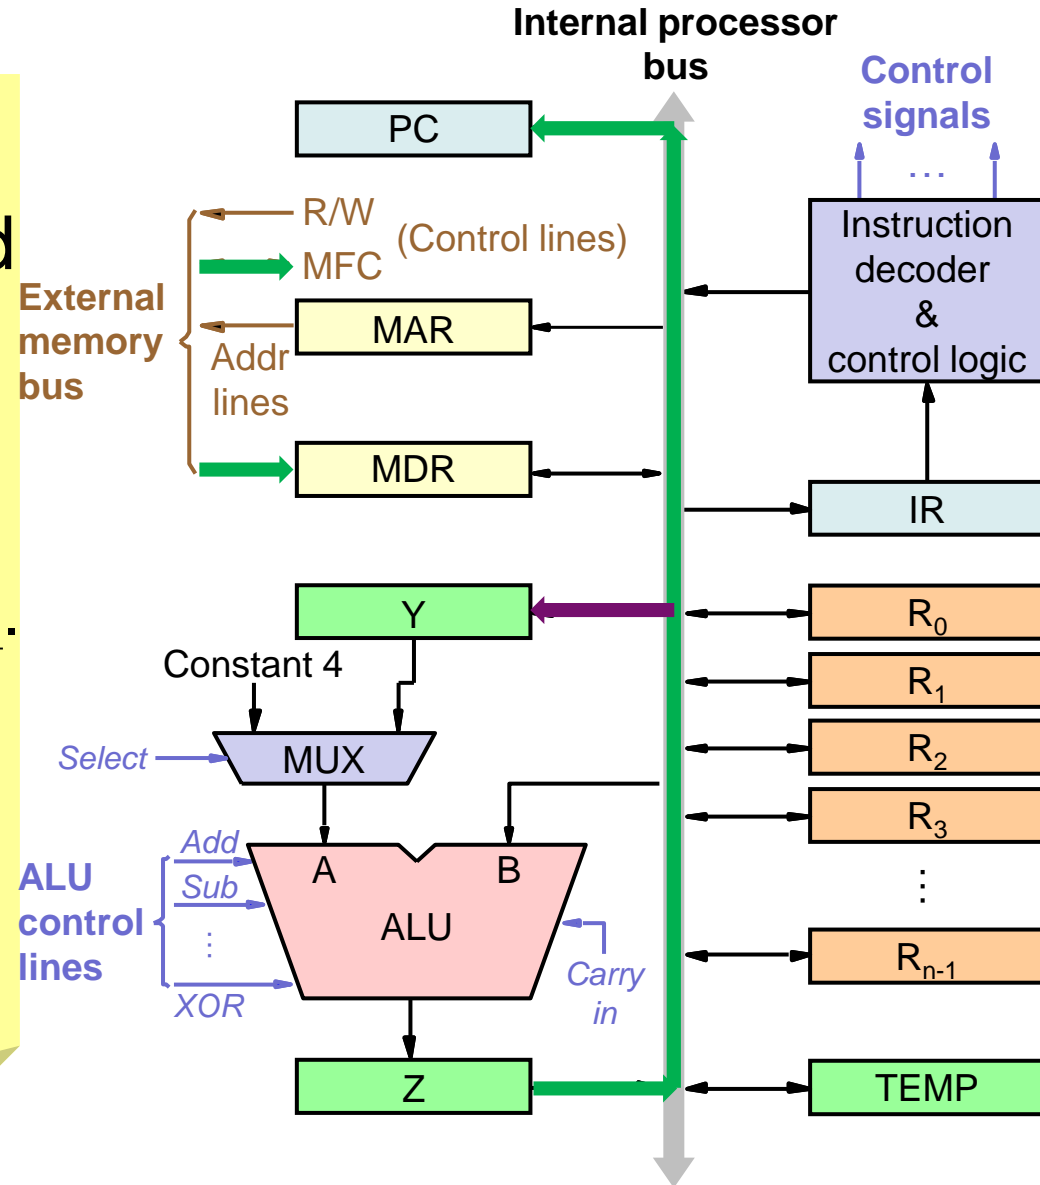 Internal processor
bus
Control
signals
...
PC
d
R/W
(Control lines)
MFC
External
memory
bus
MAR
Addr
lines
MDR
Instruction
decoder
&
control logic
IR
Y
.
Constant 4
Select
MUX
R0
R1
R2
R3
⋮
Rn-1
ALU
control
lines
Add
Sub
⋮
XOR
A
B
ALU
Carry
in
Z
TEMP